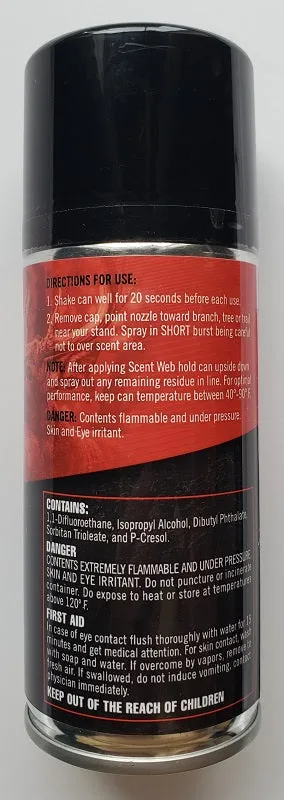 DIRECTIONS FOR USE:
1. Shake can well for 20 seconds before each use.
2. Remove cap, point nozzle toward branch, tree or trail
near your stand. Spray in SHORT burst being careful
not to over scent area.
NOTE: After applying Scent Web hold can upside down
and spray out any remaining residue in line. For optimal
performance, keep can temperature between 40°-90° F.
DANGER: Contents flammable and under pressure.
Skin and Eye irritant.
CONTAINS:
1,1-Difluoroethane, Isopropyl Alcohol, Dibutyl Phthalate,
Sorbitan Trioleate, and P-Cresol.
DANGER
CONTENTS EXTREMELY FLAMMABLE AND UNDER PRESSURE.
SKIN AND EYE IRRITANT. Do not puncture or incinerate
container. Do expose to heat or store at temperatures
above 120° F.
FIRST AID
In case of eye contact flush thoroughly with water for 15
minutes and get medical attention. For skin contact, wash
with soap and water. If overcome by vapors, remove to
fresh air. If swallowed, do not induce vomiting, contact
physician immediately.
KEEP OUT OF THE REACH OF CHILDREN